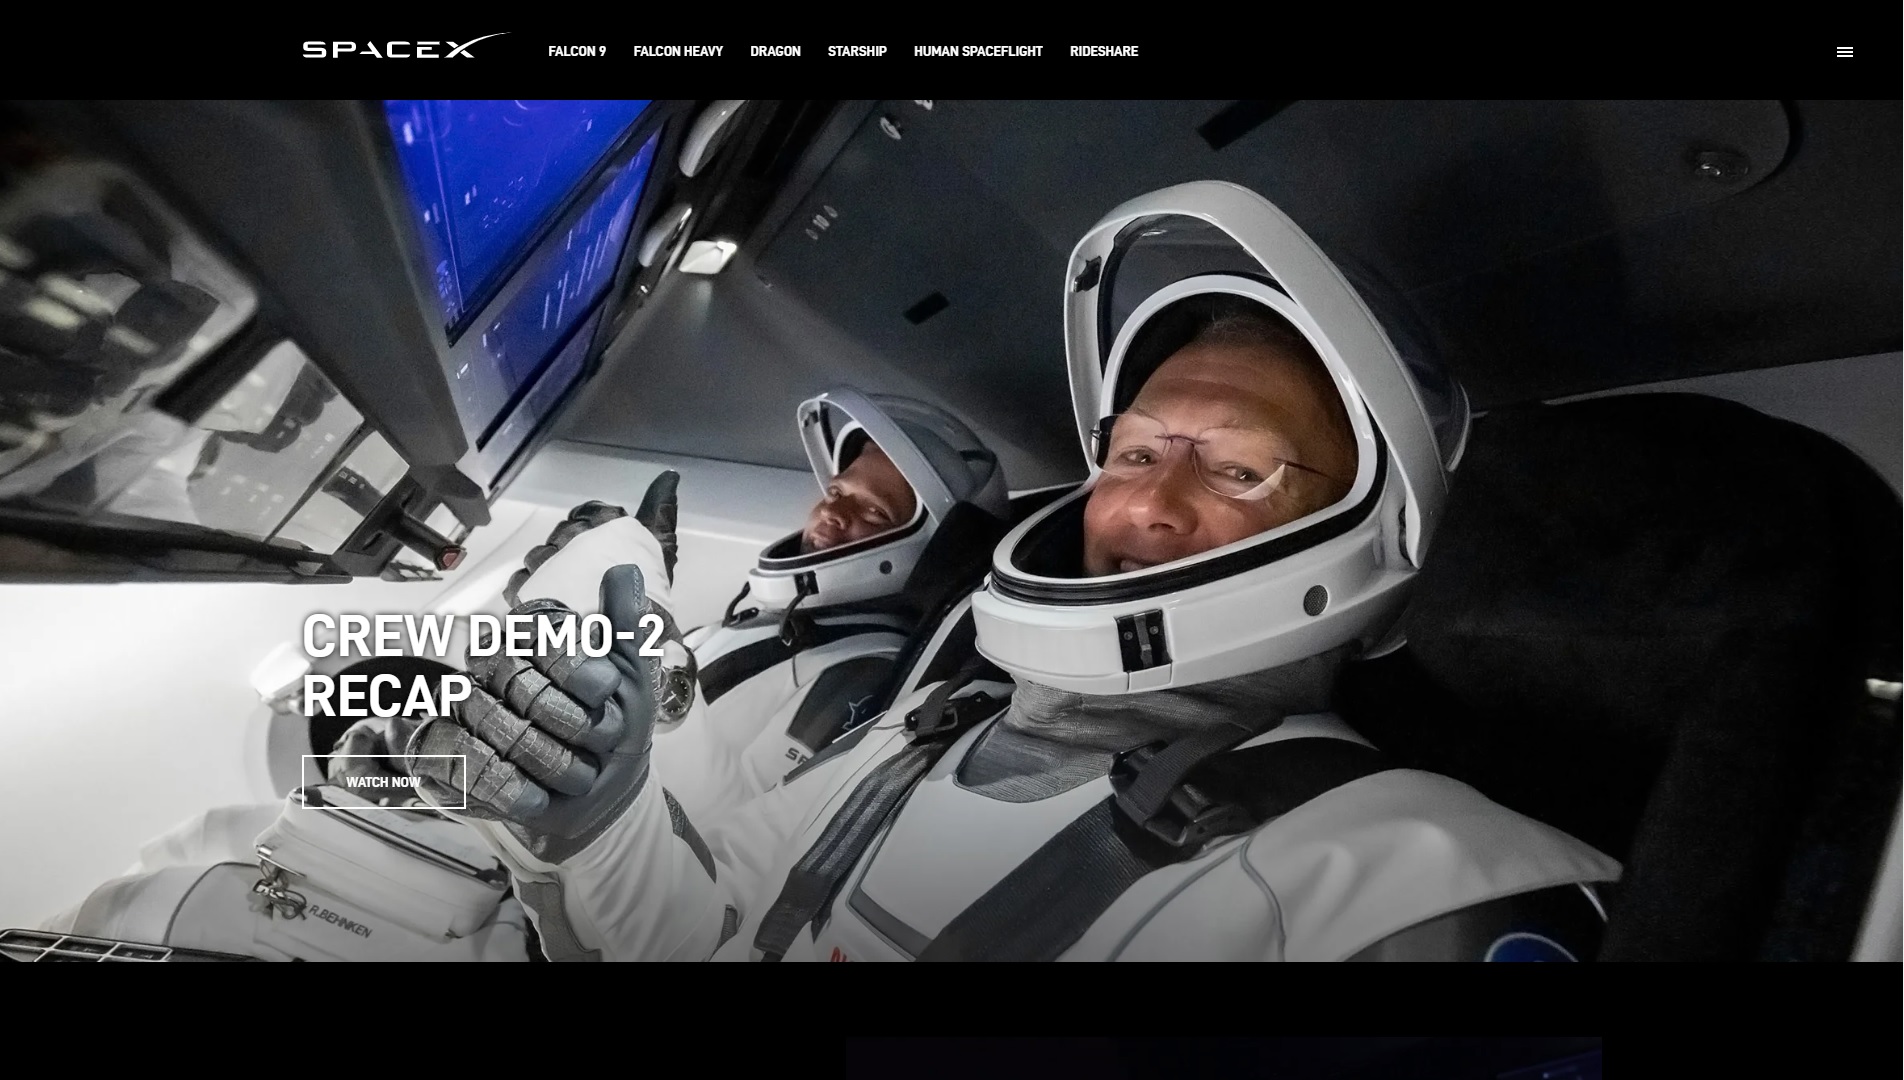 SPACEX
FALCON 9
FALCON HEAVY
DRAGON
STARSHIP
HUMAN SPACEFLIGHT
RIDESHARE
CREW DEMO-2
RECAP
WATCH NOW
R.BEHNKEN